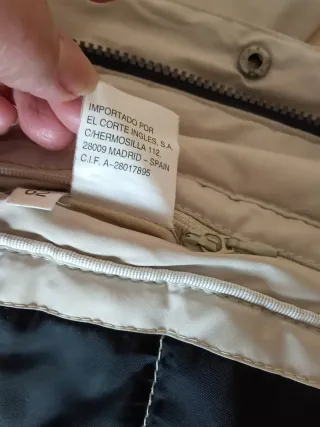 IMPORTADO POR
EL CORTE INGLES, S.A.
C/HERMOSILLA 112,
28009 MADRID - SPAIN
C.I.F. A-28017895